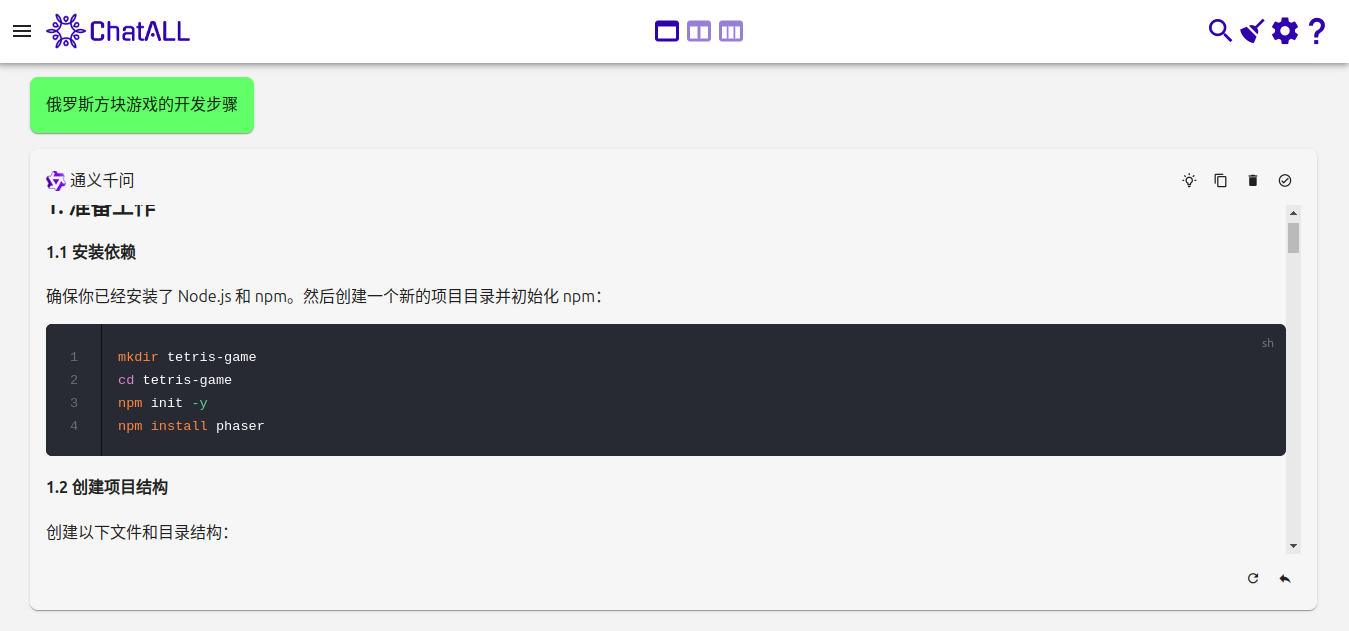 ChatALL
俄罗斯方块游戏的开发步骤
通义千问
1. 准备工作
1.1 安装依赖
确保你已经安装了 Node.js 和 npm。然后创建一个新的项目目录并初始化 npm：
sh
1 mkdir tetris-game
2 cd tetris-game
3 npm init -y
4 npm install phaser
1.2 创建项目结构
创建以下文件和目录结构：